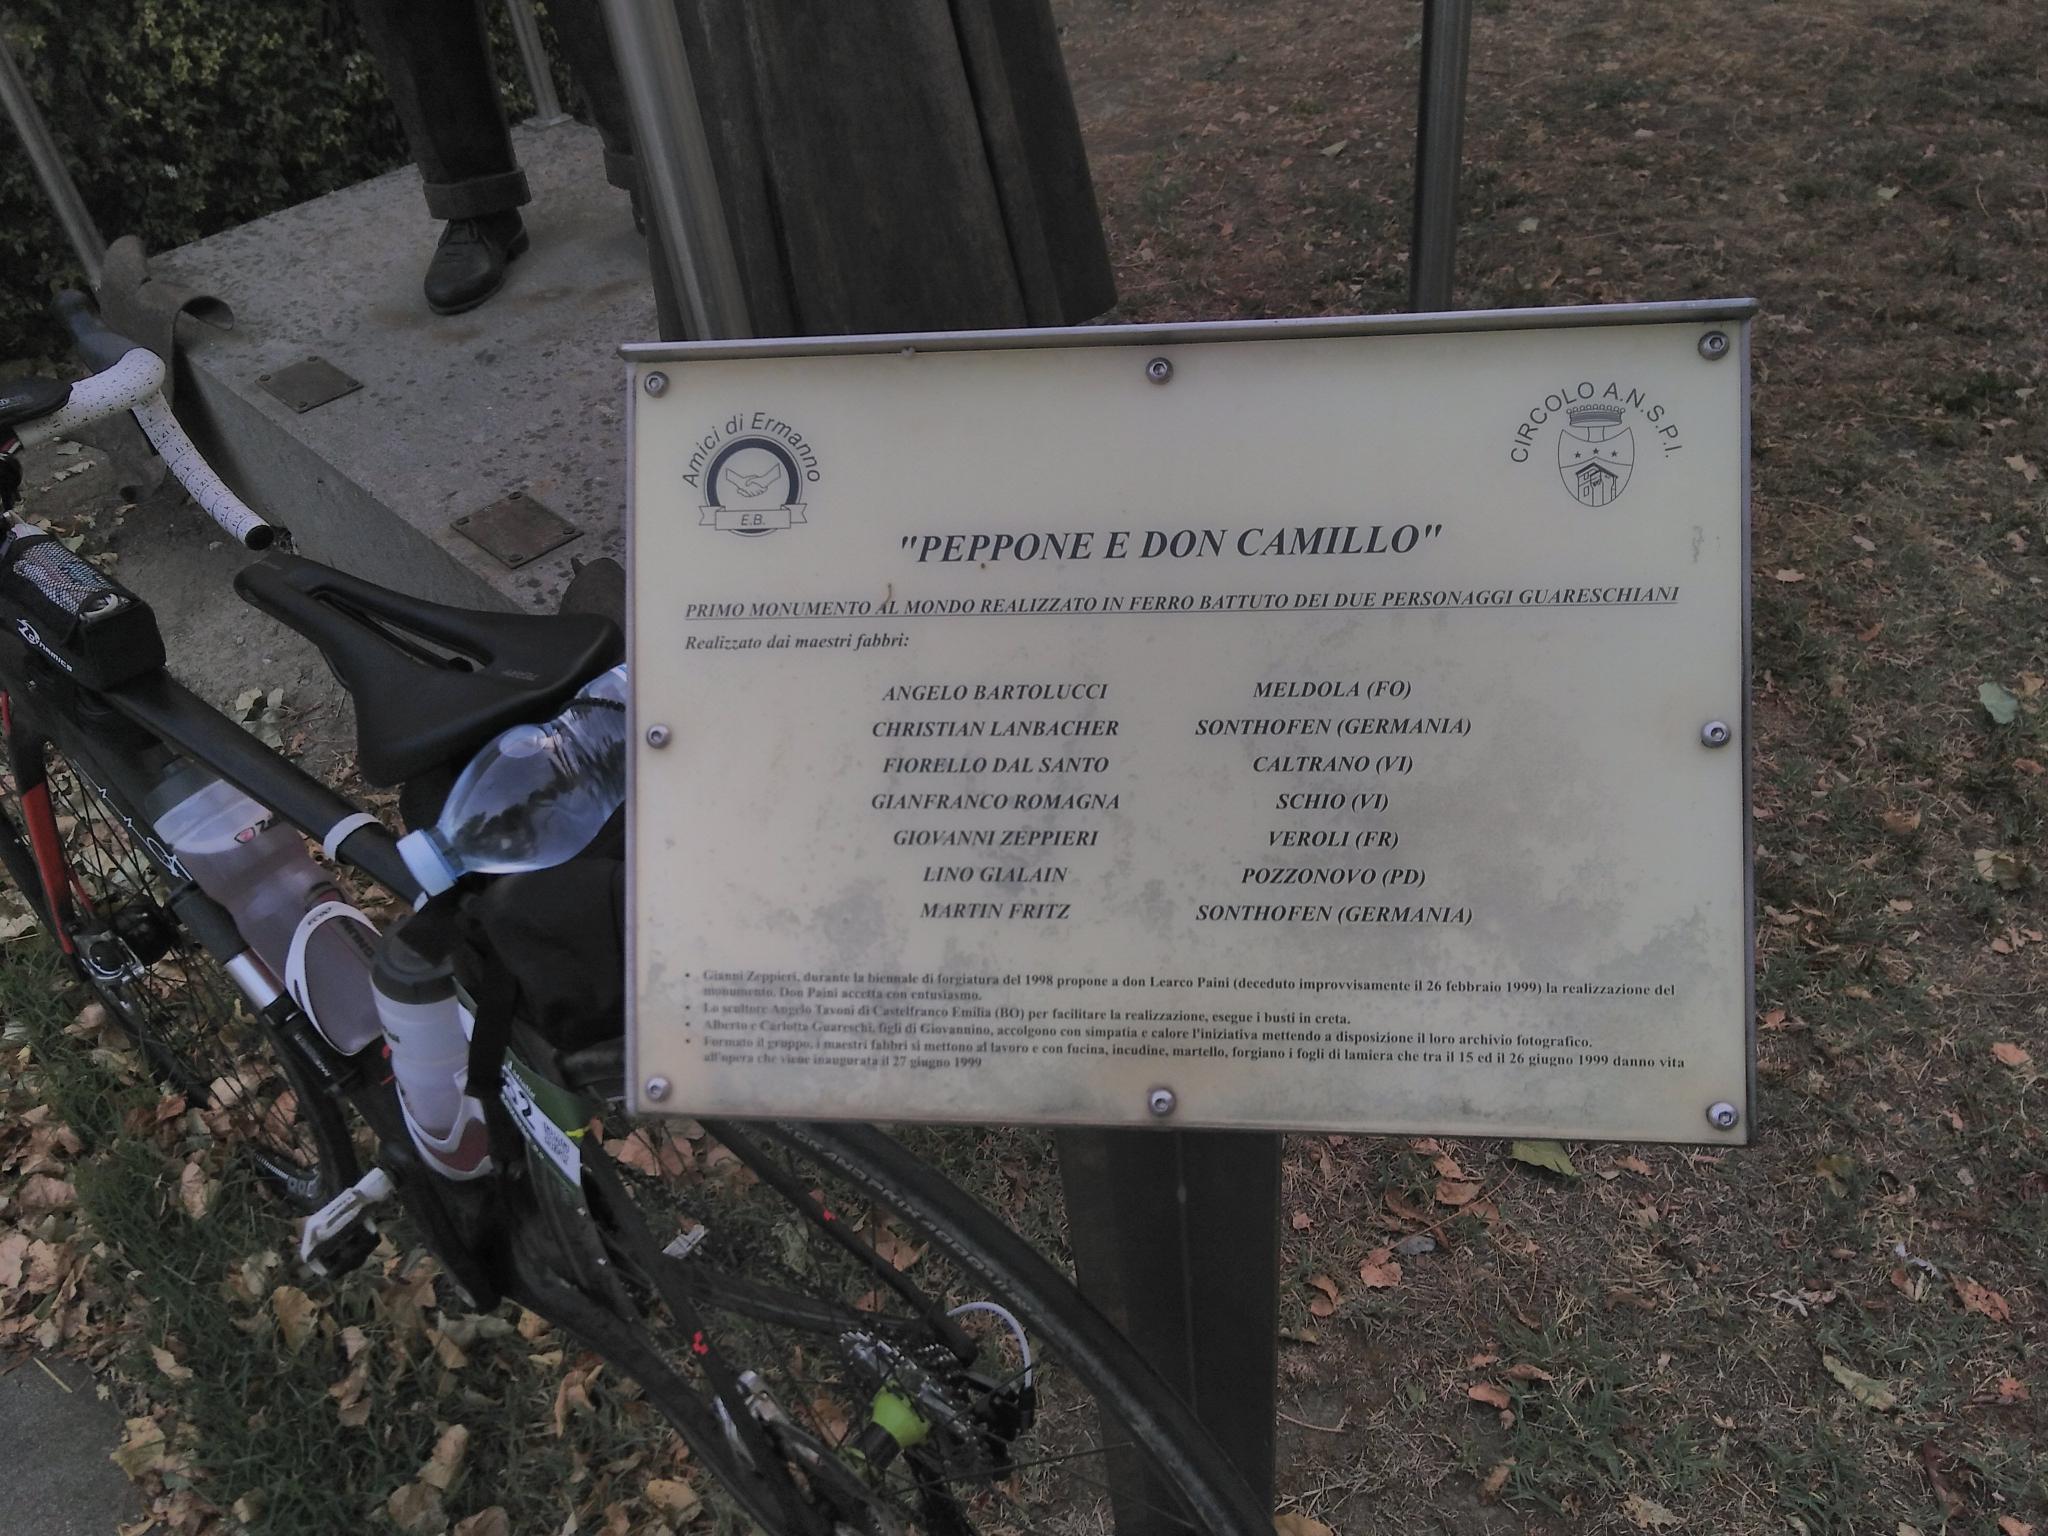 Amici di Ermanno
E.B.
CIRCOLO A.N.S.P.I.
"PEPPONE E DON CAMILLO"
PRIMO MONUMENTO AL MONDO REALIZZATO IN FERRO BATTUTO DEI DUE PERSONAGGI GUARESCHIANI
Realizzato dai maestri fabbri:
ANGELO BARTOLUCCI MELDOLA (FO)
CHRISTIAN LANBACHER SONTHOFEN (GERMANIA)
FIORELLO DAL SANTO CALTRANO (VI)
GIANFRANCO ROMAGNA SCHIO (VI)
GIOVANNI ZEPPIERI VEROLI (FR)
LINO GIALAIN POZZONOVO (PD)
MARTIN FRITZ SONTHOFEN (GERMANIA)
• Gianni Zeppieri, durante la biennale di forgiatura del 1998 propone a don Learco Paini (deceduto improvvisamente il 26 febbraio 1999) la realizzazione del
monumento. Don Paini accetta con entusiasmo.
• Lo scultore Angelo Tavoni di Castelfranco Emilia (BO) per facilitare la realizzazione, esegue i busti in creta.
• Alberto e Carlotta Guareschi, figli di Giovannino, accolgono con simpatia e calore l'iniziativa mettendo a disposizione il loro archivio fotografico.
• Formato il gruppo, i maestri fabbri si mettono al lavoro e con fucina, incudine, martello, forgiano i fogli di lamiera che tra il 15 ed il 26 giugno 1999 danno vita
all'opera che viene inaugurata il 27 giugno 1999